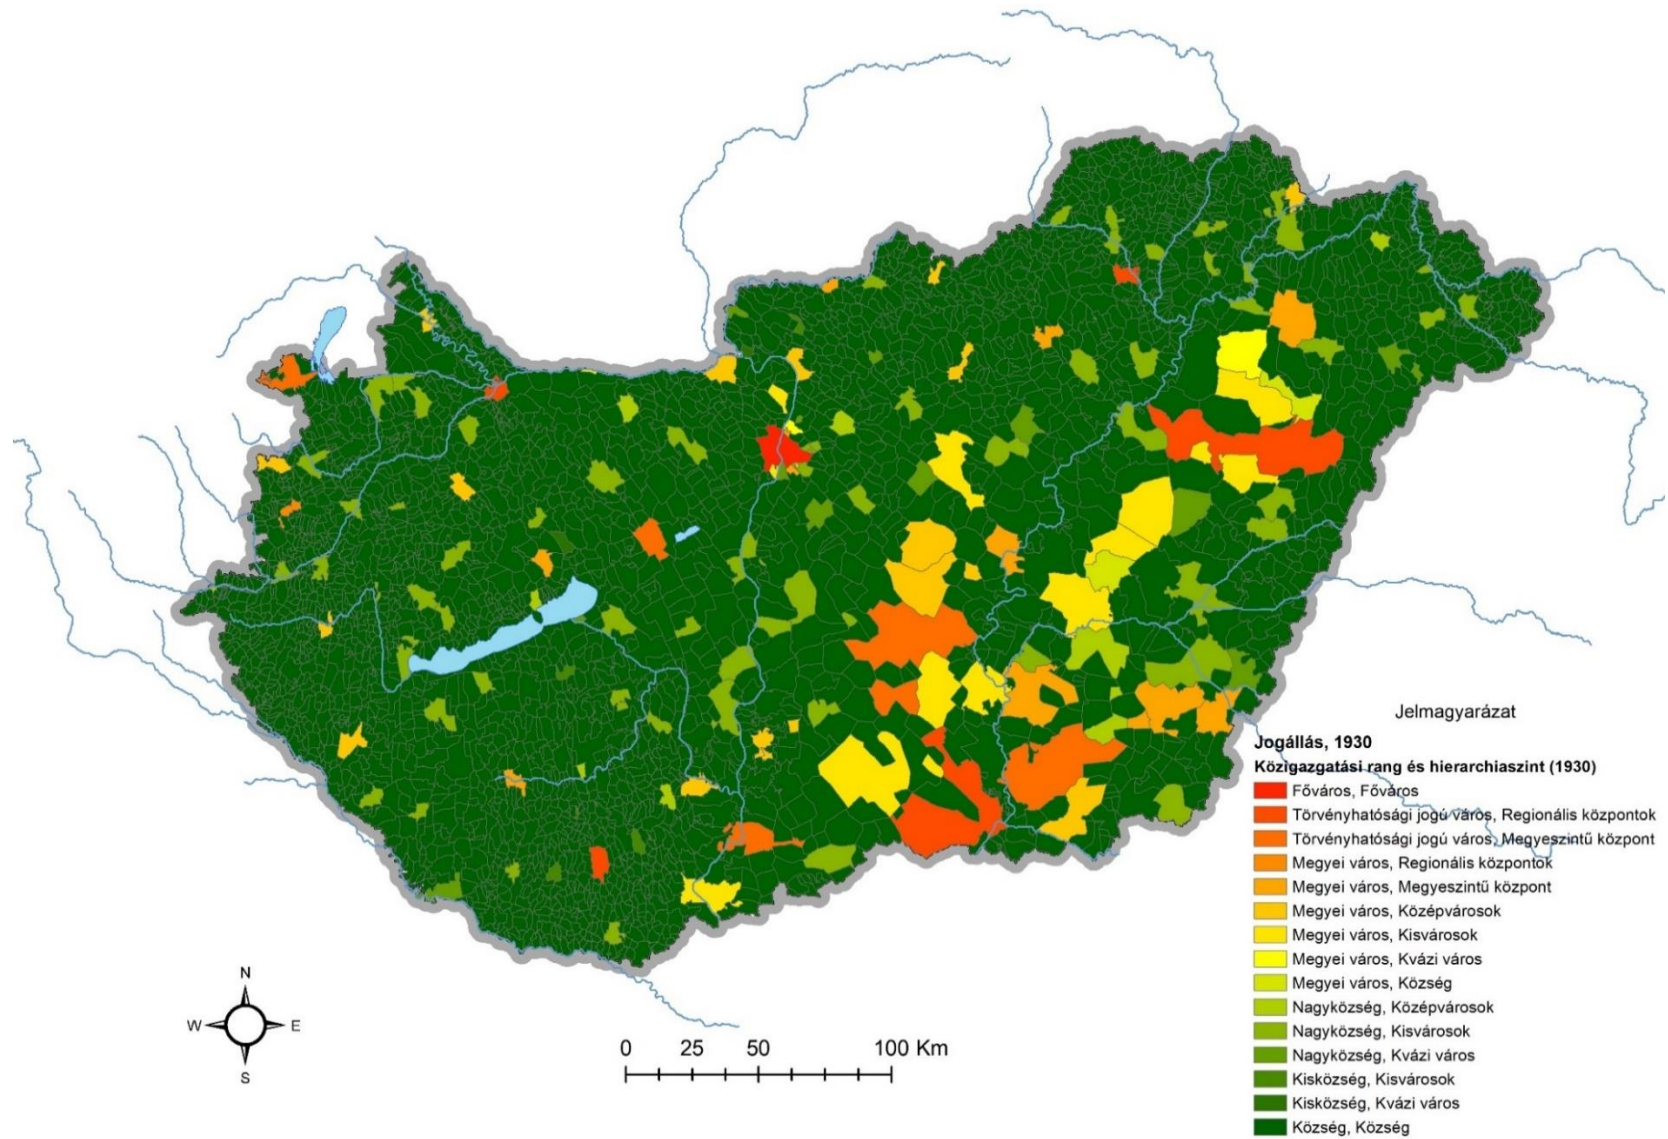 Jelmagyarázat
Jogállás, 1930
Közigazgatási rang és hierarchiaszint (1930)
Főváros, Főváros
Törvényhatósági jogú város, Regionális központok
Törvényhatósági jogú város, Megyeszintű központ
Megyei város, Regionális központok
Megyei város, Megyeszintű központ
Megyei város, Középvárosok
Megyei város, Kisvárosok
Megyei város, Kvázi város
Megyei város, Község
Nagyközség, Középvárosok
Nagyközség, Kisvárosok
Nagyközség, Kvázi város
Kisközség, Kisvárosok
Kisközség, Kvázi város
Község, Község
N
W E
S
0 25 50 100 Km